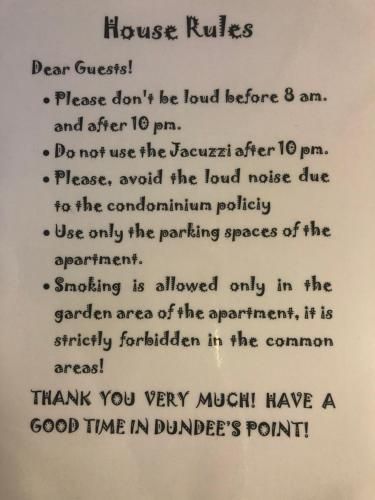 House Rules
Dear Guests!
• Please don't be loud before 8 am.
and after 10 pm.
• Do not use the Jacuzzi after 10 pm.
• Please, avoid the loud noise due
to the condominium policiy
• Use only the parking spaces of the
apartment.
• Smoking is allowed only in the
garden area of the apartment, it is
strictly forbidden in the common
areas!
THANK YOU VERY MUCH! HAVE A
GOOD TIME IN DUNDEE'S POINT!